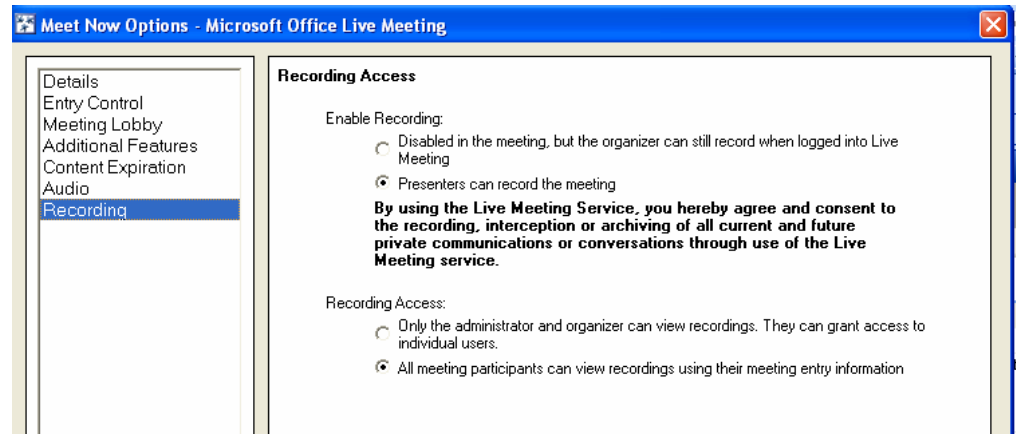 Meet Now Options - Microsoft Office Live Meeting
Details
Entry Control
Meeting Lobby
Additional Features
Content Expiration
Audio
Recording
Recording Access
Enable Recording:
Disabled in the meeting, but the organizer can still record when logged into Live
Meeting
Presenters can record the meeting
By using the Live Meeting Service, you hereby agree and consent to
the recording, interception or archiving of all current and future
private communications or conversations through use of the Live
Meeting service.
Recording Access:
Only the administrator and organizer can view recordings. They can grant access to
individual users.
All meeting participants can view recordings using their meeting entry information